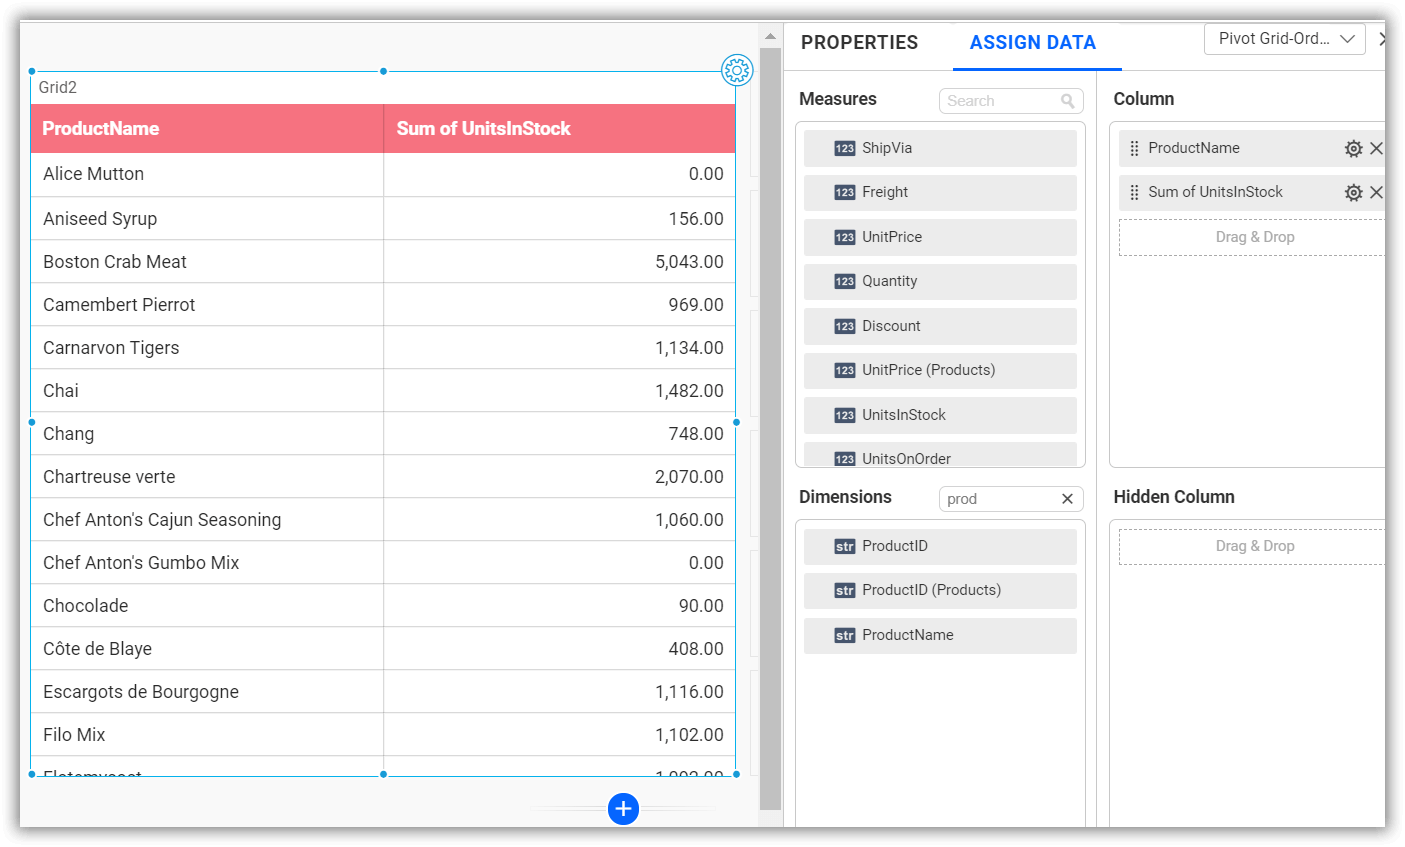 PROPERTIES
ASSIGN DATA
Pivot Grid-Ord...
Grid2
ProductName Sum of UnitsInStock
Alice Mutton 0.00
Aniseed Syrup 156.00
Boston Crab Meat 5,043.00
Camembert Pierrot 969.00
Carnarvon Tigers 1,134.00
Chai 1,482.00
Chang 748.00
Chartreuse verte 2,070.00
Chef Anton's Cajun Seasoning 1,060.00
Chef Anton's Gumbo Mix 0.00
Chocolade 90.00
Côte de Blaye 408.00
Escargots de Bourgogne 1,116.00
Filo Mix 1,102.00
Measures
Search
123 ShipVia
123 Freight
123 UnitPrice
123 Quantity
123 Discount
123 UnitPrice (Products)
123 UnitsInStock
123 UnitsOnOrder
Dimensions
prod
str ProductID
str ProductID (Products)
str ProductName
Column
ProductName
Sum of UnitsInStock
Drag & Drop
Hidden Column
Drag & Drop